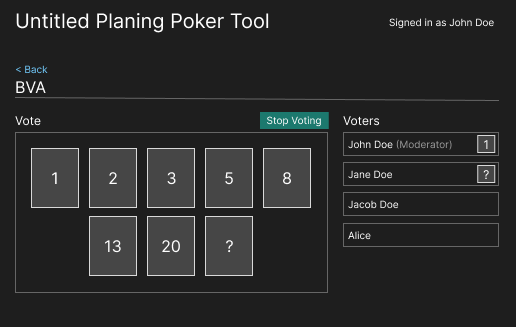 Untitled Planing Poker Tool
Signed in as John Doe
< Back
BVA
Vote
Stop Voting
1
2
3
5
8
13
20
?
Voters
John Doe (Moderator) 1
Jane Doe ?
Jacob Doe
Alice